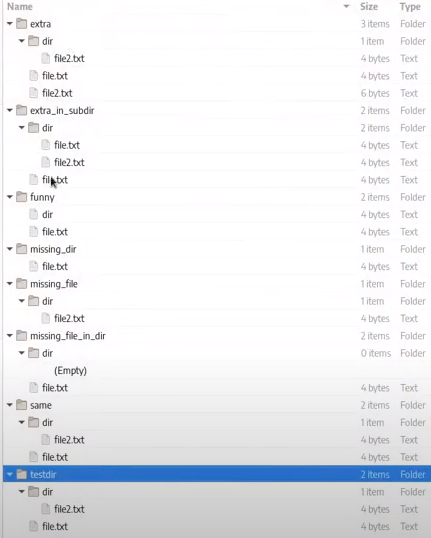 Name Size Type
extra 3 items Folder
dir 1 item Folder
file2.txt 4 bytes Text
file.txt 4 bytes Text
file2.txt 6 bytes Text
extra_in_subdir 2 items Folder
dir 2 items Folder
file.txt 4 bytes Text
file2.txt 4 bytes Text
file.txt 4 bytes Text
funny 2 items Folder
dir 4 bytes Text
file.txt 4 bytes Text
missing_dir 1 item Folder
file.txt 4 bytes Text
missing_file 1 item Folder
dir 1 item Folder
file2.txt 4 bytes Text
missing_file_in_dir 2 items Folder
dir 0 items Folder
(Empty)
file.txt 4 bytes Text
same 2 items Folder
dir 1 item Folder
file2.txt 4 bytes Text
file.txt 4 bytes Text
testdir 2 items Folder
dir 1 item Folder
file2.txt 4 bytes Text
file.txt 4 bytes Text